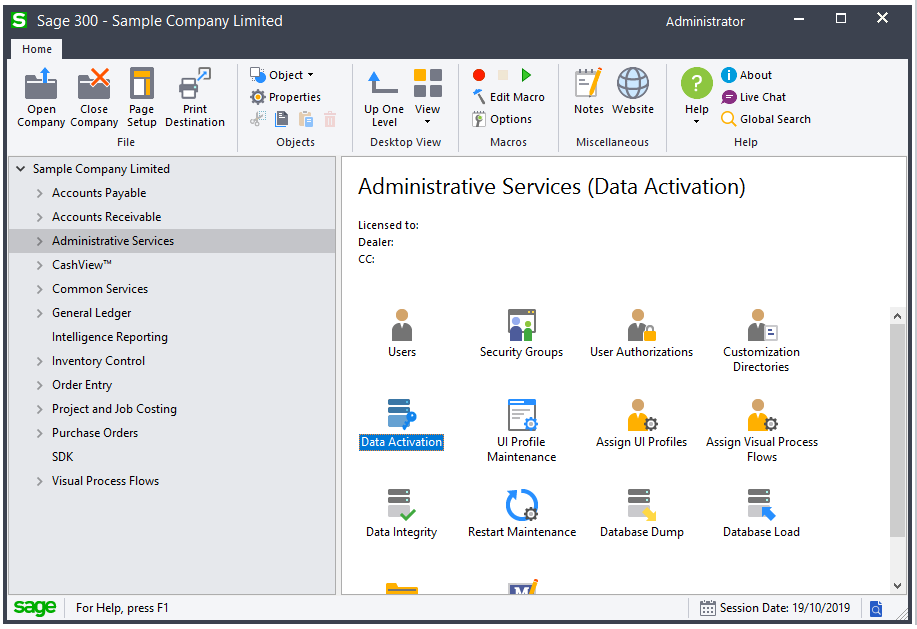 S Sage 300 - Sample Company Limited Administrator
Home
Open Company
Close Company
Page Setup
Print Destination
File
Object
Properties
Objects
Up One Level
View
Desktop View
Edit Macro
Options
Macros
Notes
Website
Miscellaneous
? Help
i About
Live Chat
Global Search
Help
Sample Company Limited
Accounts Payable
Accounts Receivable
Administrative Services
CashView™
Common Services
General Ledger
Intelligence Reporting
Inventory Control
Order Entry
Project and Job Costing
Purchase Orders
SDK
Visual Process Flows
Administrative Services (Data Activation)
Licensed to:
Dealer:
CC:
Users
Security Groups
User Authorizations
Customization
Directories
Data Activation
UI Profile
Maintenance
Assign UI Profiles
Assign Visual Process
Flows
Data Integrity
Restart Maintenance
Database Dump
Database Load
M
sage For Help, press F1 Session Date: 19/10/2019